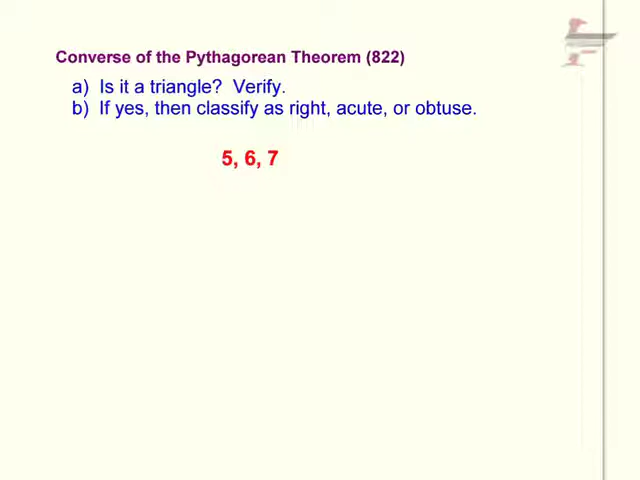 Converse of the Pythagorean Theorem (822)
a) Is it a triangle? Verify.
b) If yes, then classify as right, acute, or obtuse.
5, 6, 7